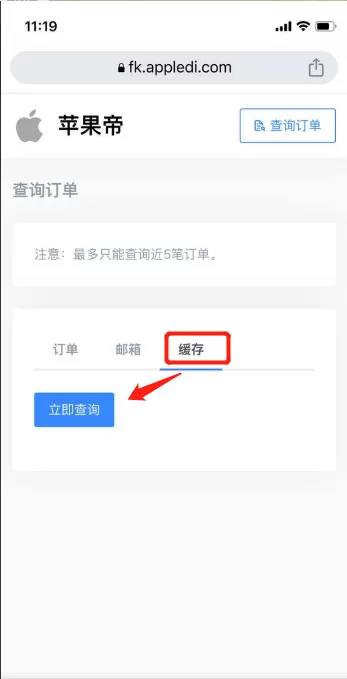 11:19
fk.appledi.com
苹果帝
查询订单
查询订单
注意：最多只能查询近5笔订单。
订单 邮箱 缓存
立即查询